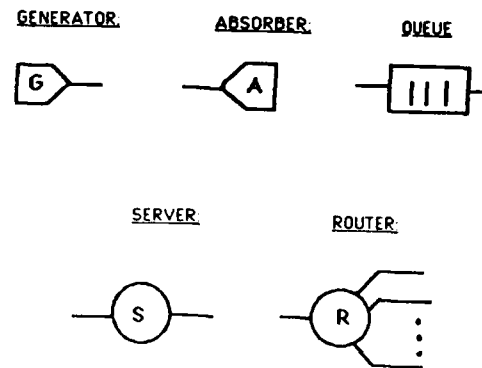 GENERATOR:
ABSORBER:
QUEUE
G
A
SERVER:
ROUTER:
S
R